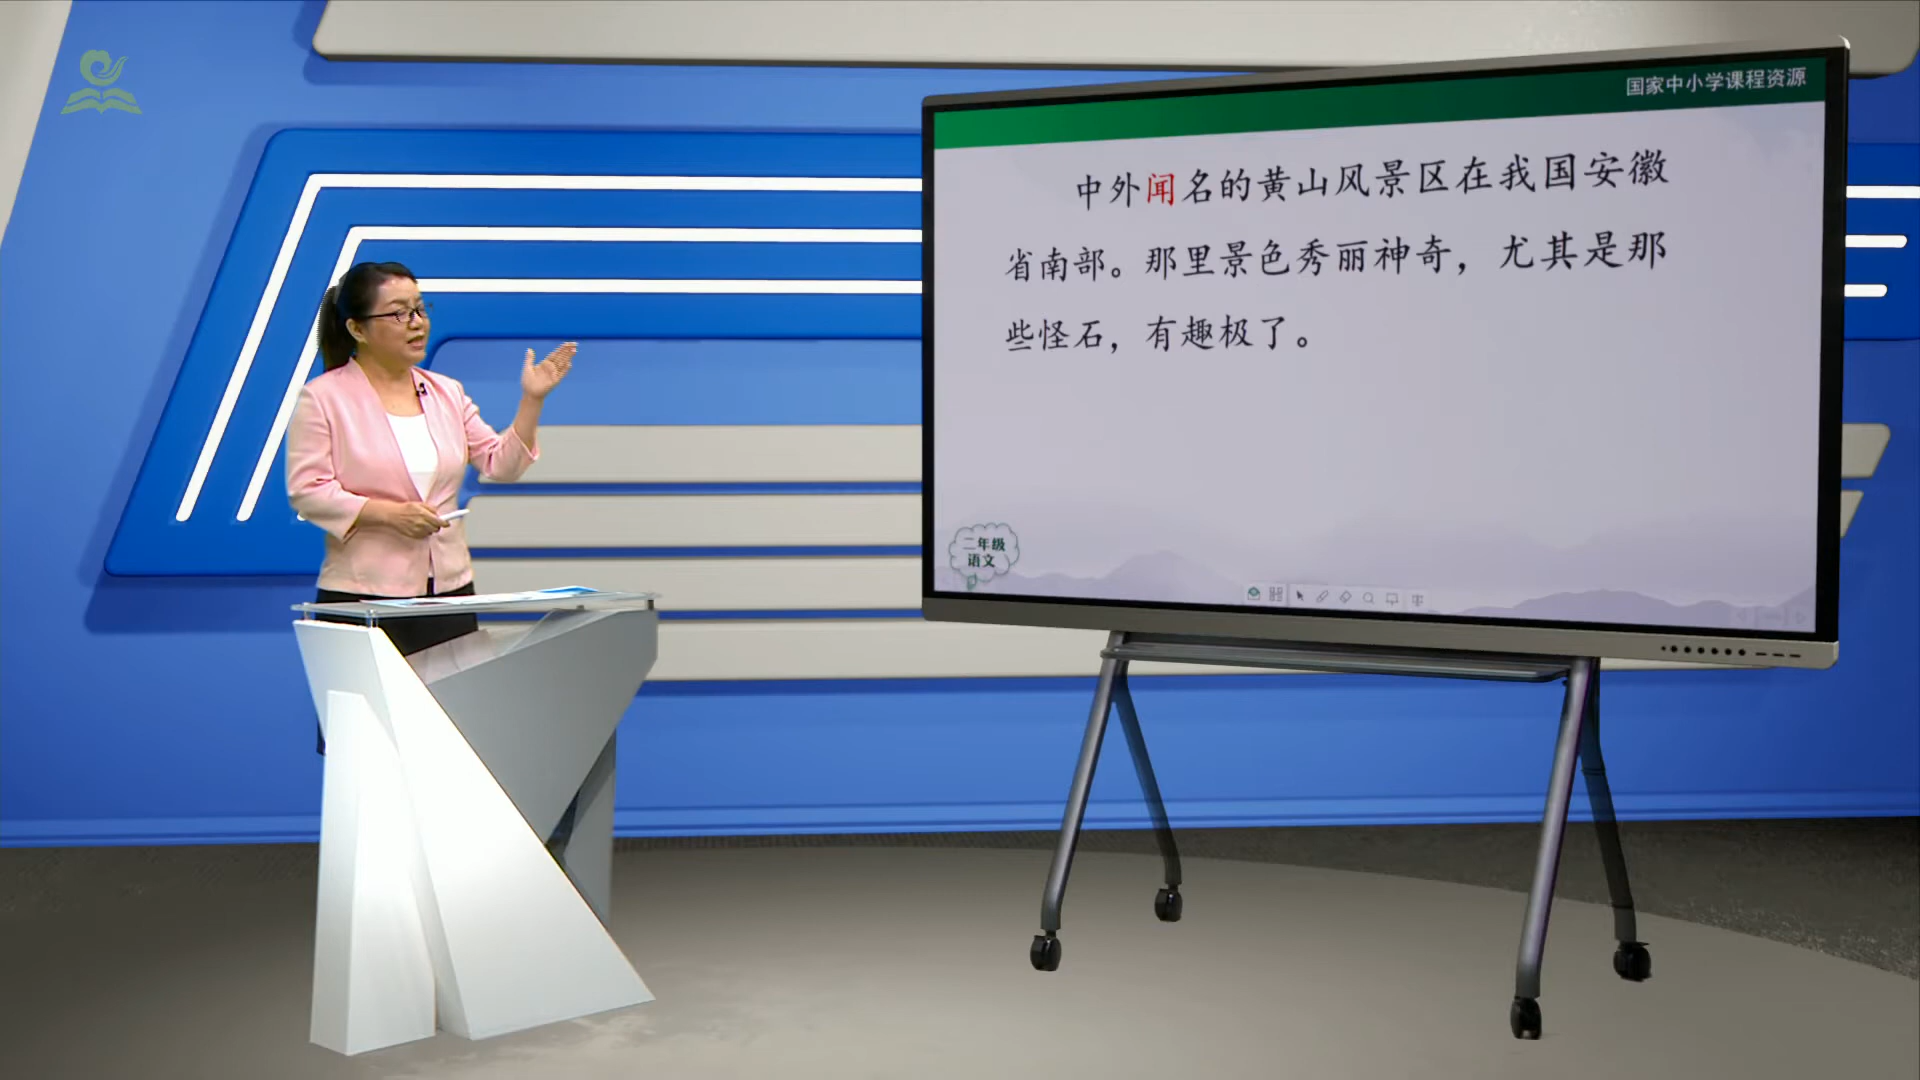 国家中小学课程资源
中外闻名的黄山风景区在我国安徽
省南部。那里景色秀丽神奇，尤其是那
些怪石，有趣极了。
二年级
语文